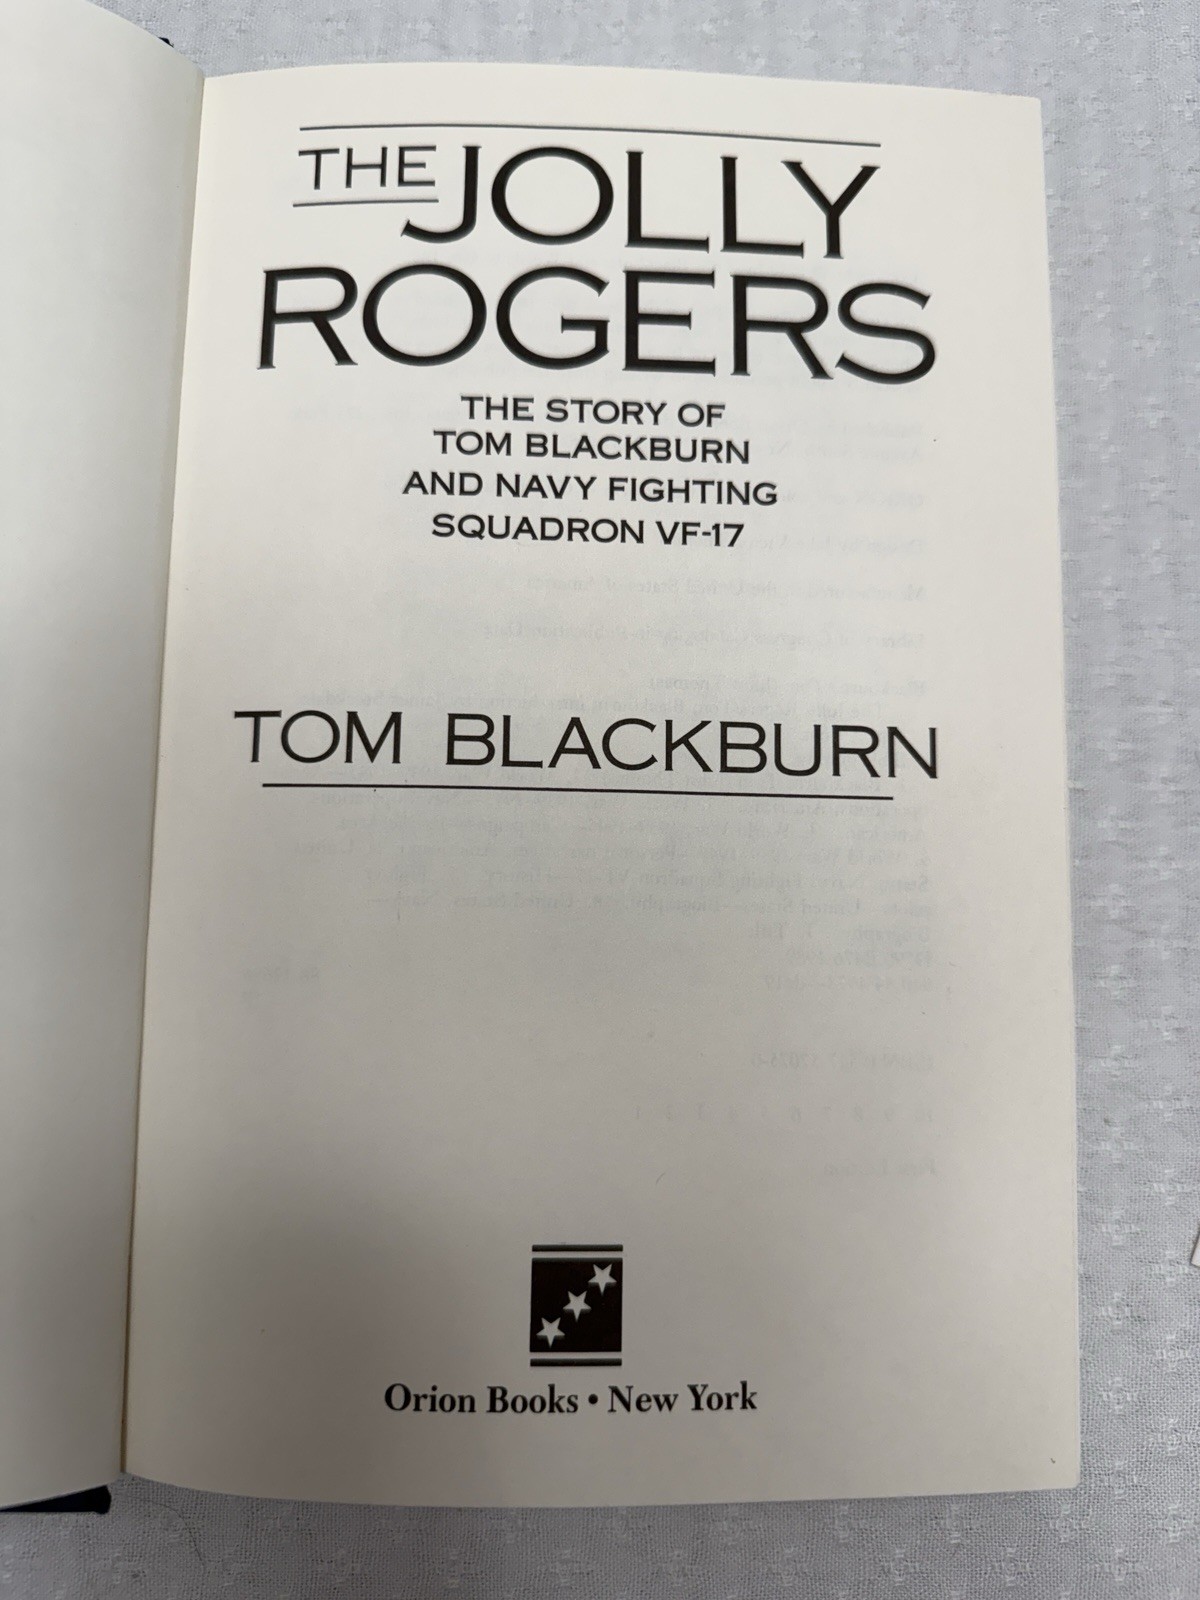 THE JOLLY
ROGERS
THE STORY OF
TOM BLACKBURN
AND NAVY FIGHTING
SQUADRON VF-17
TOM BLACKBURN
Orion Books • New York